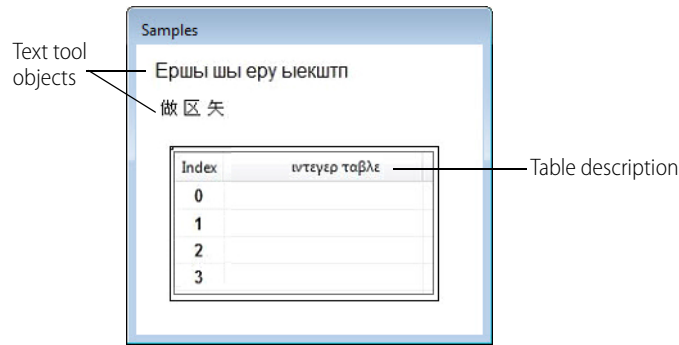 Samples
Text tool
objects
Ершы шы еру ыекштп
做 区 矢
Index ιντεγερ ταβλε
Table description
0
1
2
3